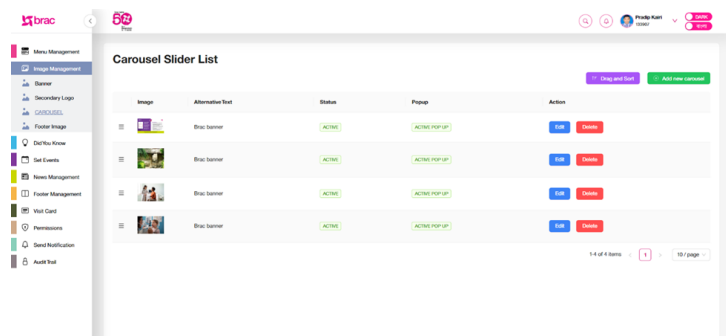 brac
50
Pradip Karri
DARK
বাংলা
Menu Management
Image Management
Banner
Secondary Logo
CAROUSEL
Footer Image
Did You Know
Set Events
News Management
Footer Management
Visit Card
Permissions
Send Notification
Audit Trail
Carousel Slider List
Drag and Sort
Add new carousel
Image Alternative Text Status Popup Action
Brac banner ACTIVE ACTIVE POP UP Edit Delete
Brac banner ACTIVE ACTIVE POP UP Edit Delete
Brac banner ACTIVE ACTIVE POP UP Edit Delete
Brac banner ACTIVE ACTIVE POP UP Edit Delete
1-4 of 4 items < 1 > 10 / page